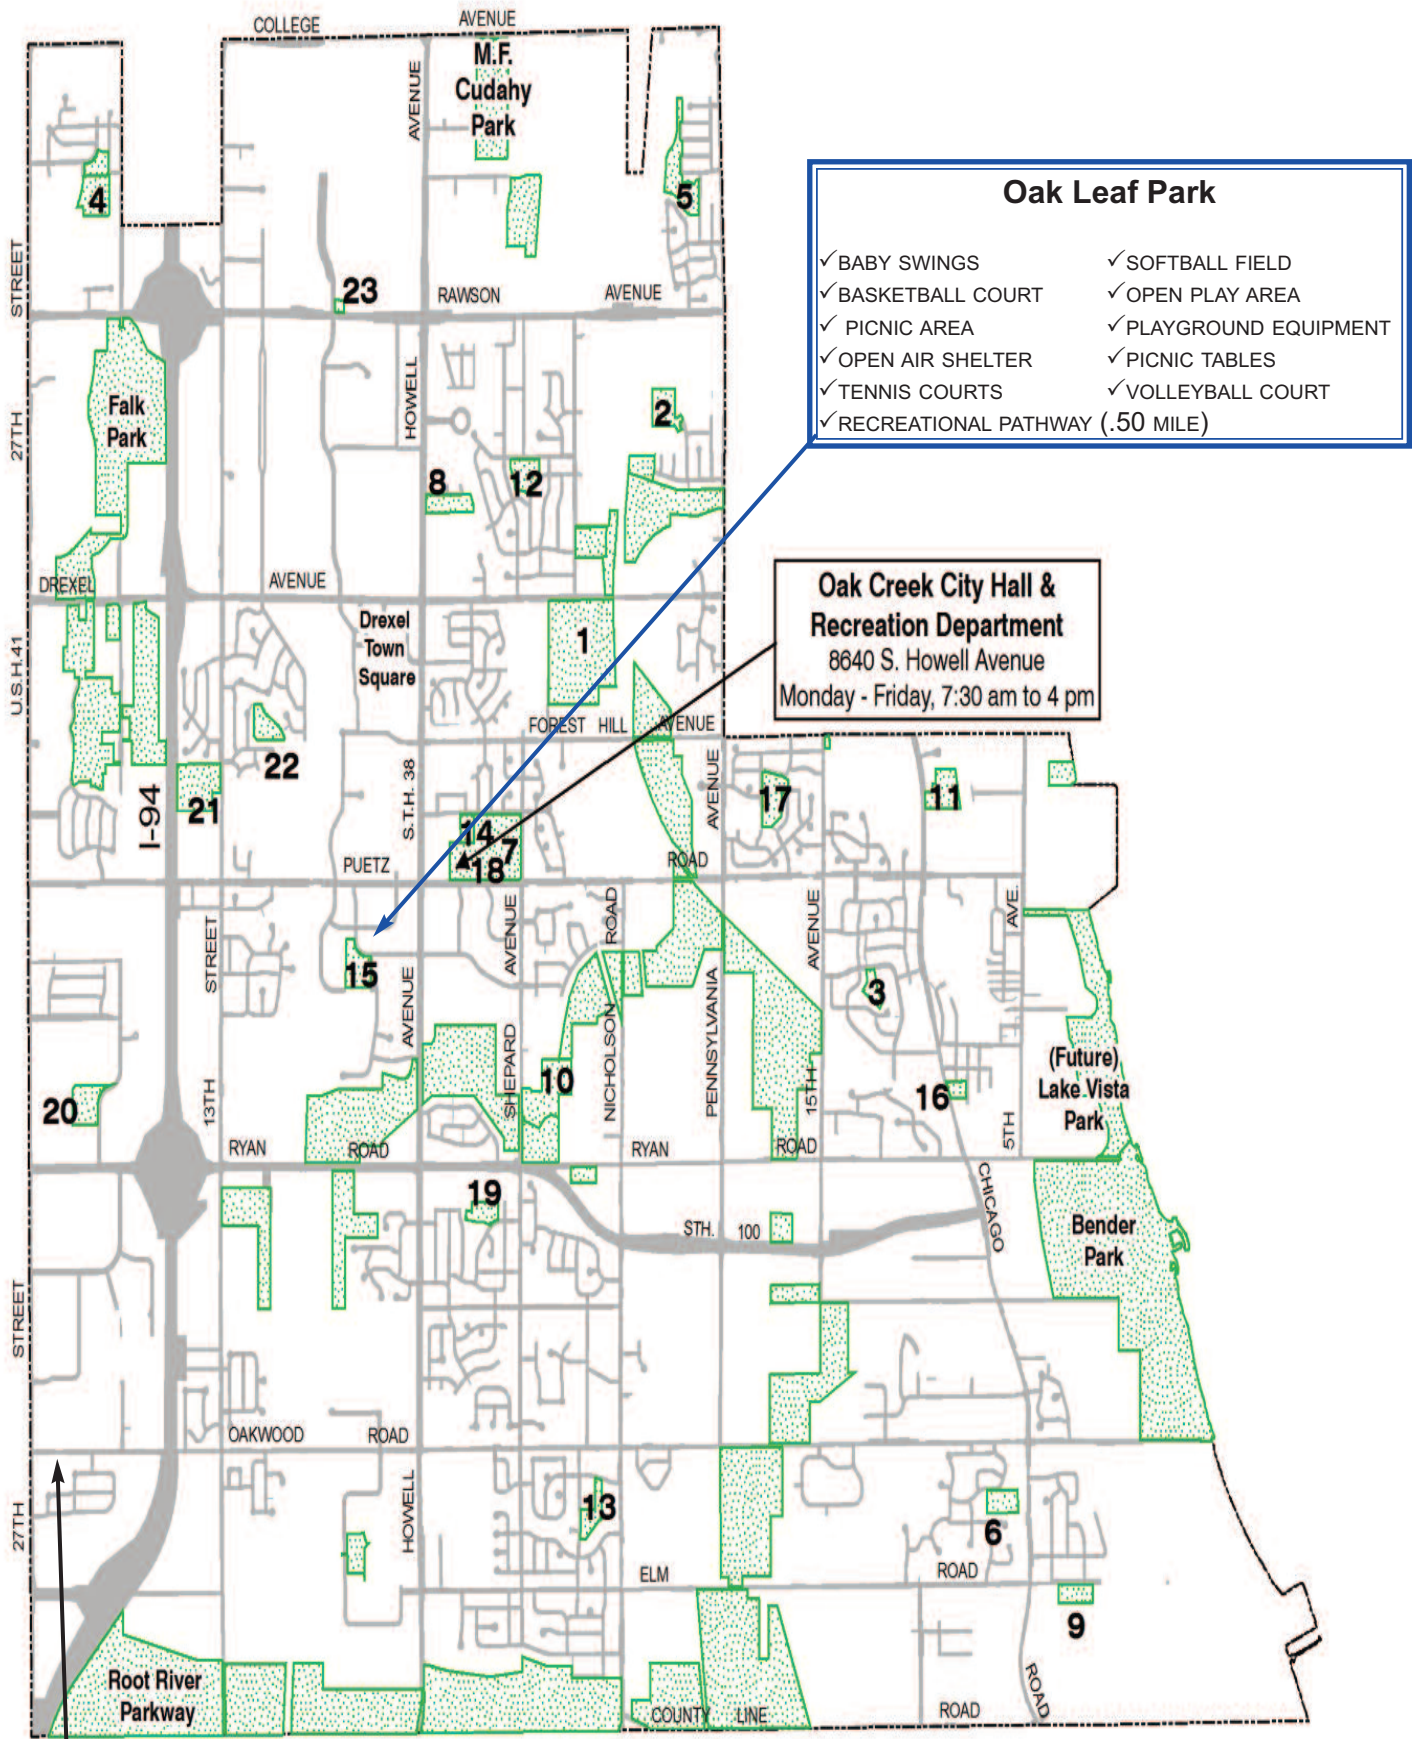 COLLEGE
AVENUE
M.F.
Cudahy
Park
AVENUE
4
5
Oak Leaf Park
✓BABY SWINGS
✓SOFTBALL FIELD
✓BASKETBALL COURT
✓OPEN PLAY AREA
✓ PICNIC AREA
✓PLAYGROUND EQUIPMENT
✓OPEN AIR SHELTER
✓PICNIC TABLES
✓TENNIS COURTS
✓VOLLEYBALL COURT
✓RECREATIONAL PATHWAY (.50 MILE)
STREET
23
RAWSON
AVENUE
27TH
HOWELL
Falk
Park
2
8
12
DREXEL
AVENUE
Drexel
Town
Square
1
Oak Creek City Hall &
Recreation Department
8640 S. Howell Avenue
Monday - Friday, 7:30 am to 4 pm
U.S.H.41
FOREST HILL
AVENUE
22
21
I-94
S.T.H. 38
AVENUE
17
11
14
7
18
PUETZ
ROAD
STREET
AVENUE
ROAD
AVENUE
AVE.
15
AVENUE
3
13TH
SHEPARD
NICHOLSON
PENNSYLVANIA
15TH
5TH
(Future)
Lake Vista
Park
20
10
16
RYAN
ROAD
RYAN
ROAD
CHICAGO
19
STH.
100
Bender
Park
STREET
OAKWOOD
ROAD
27TH
HOWELL
13
6
ELM
ROAD
9
Root River
Parkway
COUNTY
LINE
ROAD
ROAD